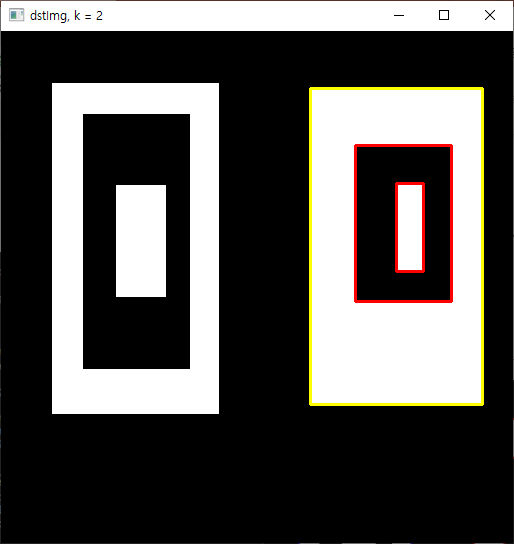 dstImg, k = 2